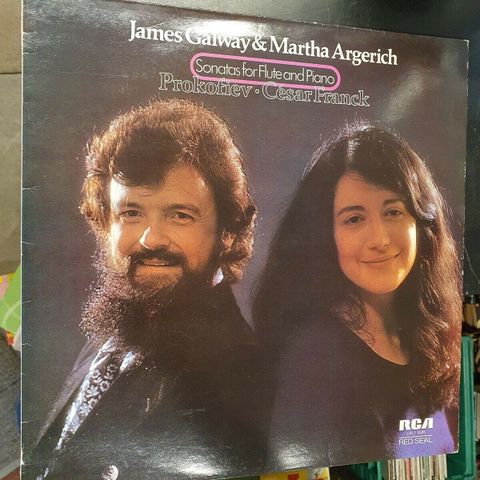 James Galway & Martha Argerich
Sonatas for Flute and Piano
Prokofiev · César Franck
RCA
RED SEAL